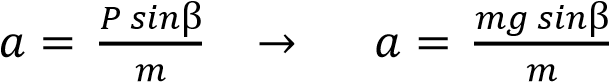 a = P sinβ / m → a = mg sinβ / m